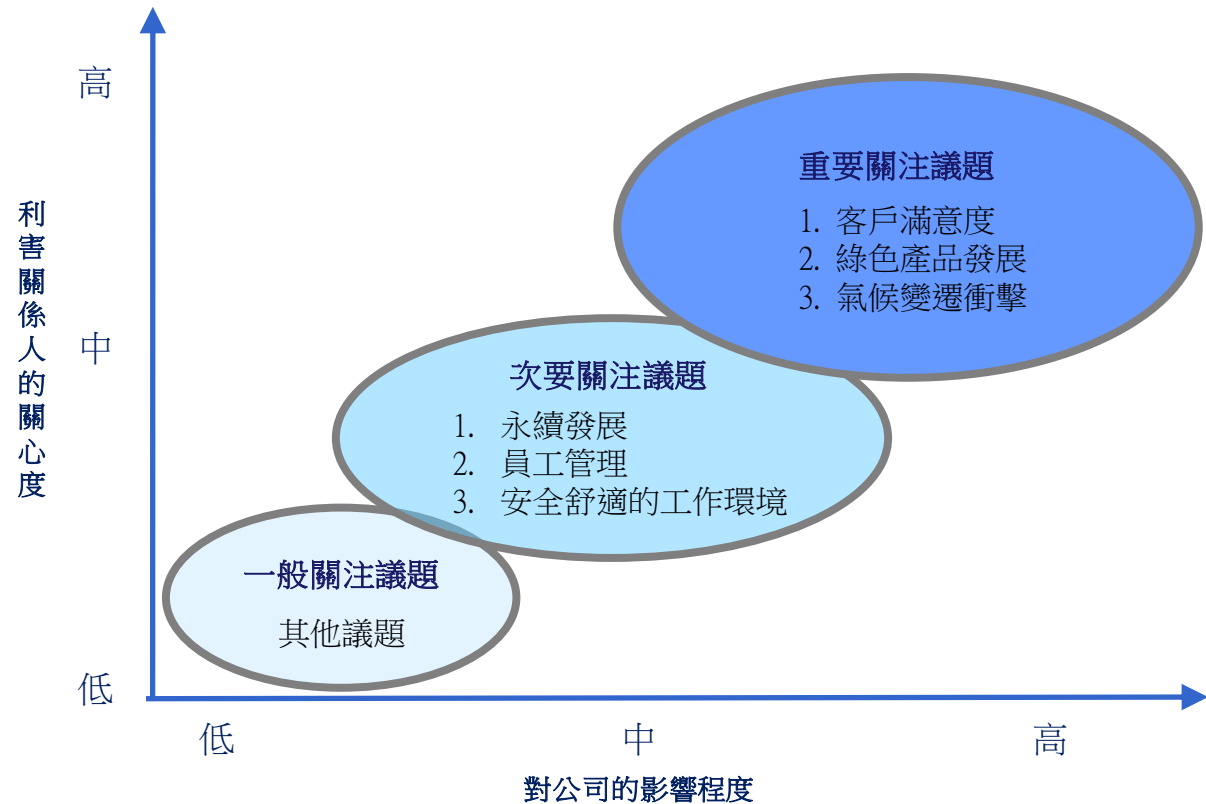 高
重要關注議題
1. 客戶滿意度
2. 綠色產品發展
3. 氣候變遷衝擊
利害關係人的關心度
中
次要關注議題
1. 永續發展
2. 員工管理
3. 安全舒適的工作環境
一般關注議題
其他議題
低
低
中
高
對公司的影響程度